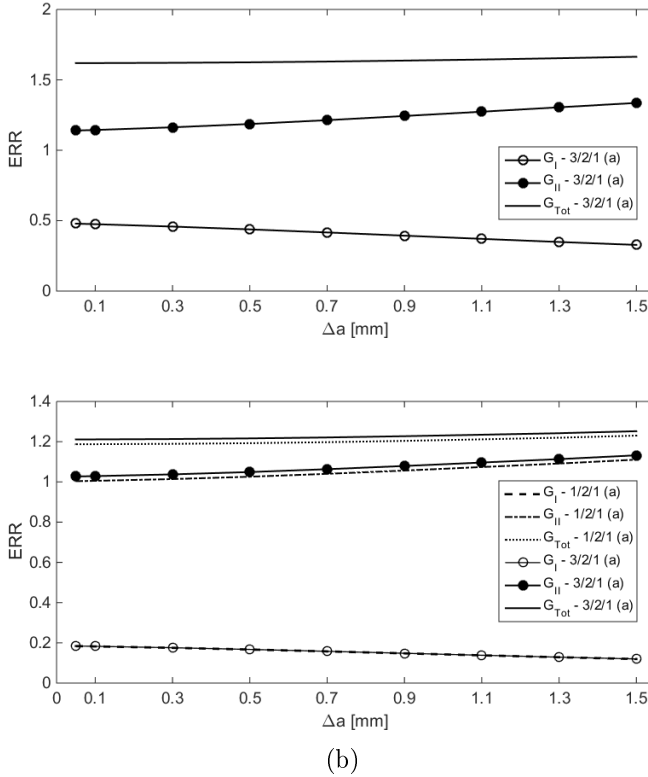 2
1.5
1
0.5
0
ERR
G_I - 3/2/1 (a)
G_II - 3/2/1 (a)
G_Tot - 3/2/1 (a)
0.1 0.3 0.5 0.7 0.9 1.1 1.3 1.5
Δa [mm]
1.4
1.2
1
0.8
0.6
0.4
0.2
0
ERR
G_I - 1/2/1 (a)
G_II - 1/2/1 (a)
G_Tot - 1/2/1 (a)
G_I - 3/2/1 (a)
G_II - 3/2/1 (a)
G_Tot - 3/2/1 (a)
0 0.1 0.3 0.5 0.7 0.9 1.1 1.3 1.5
Δa [mm]
(b)